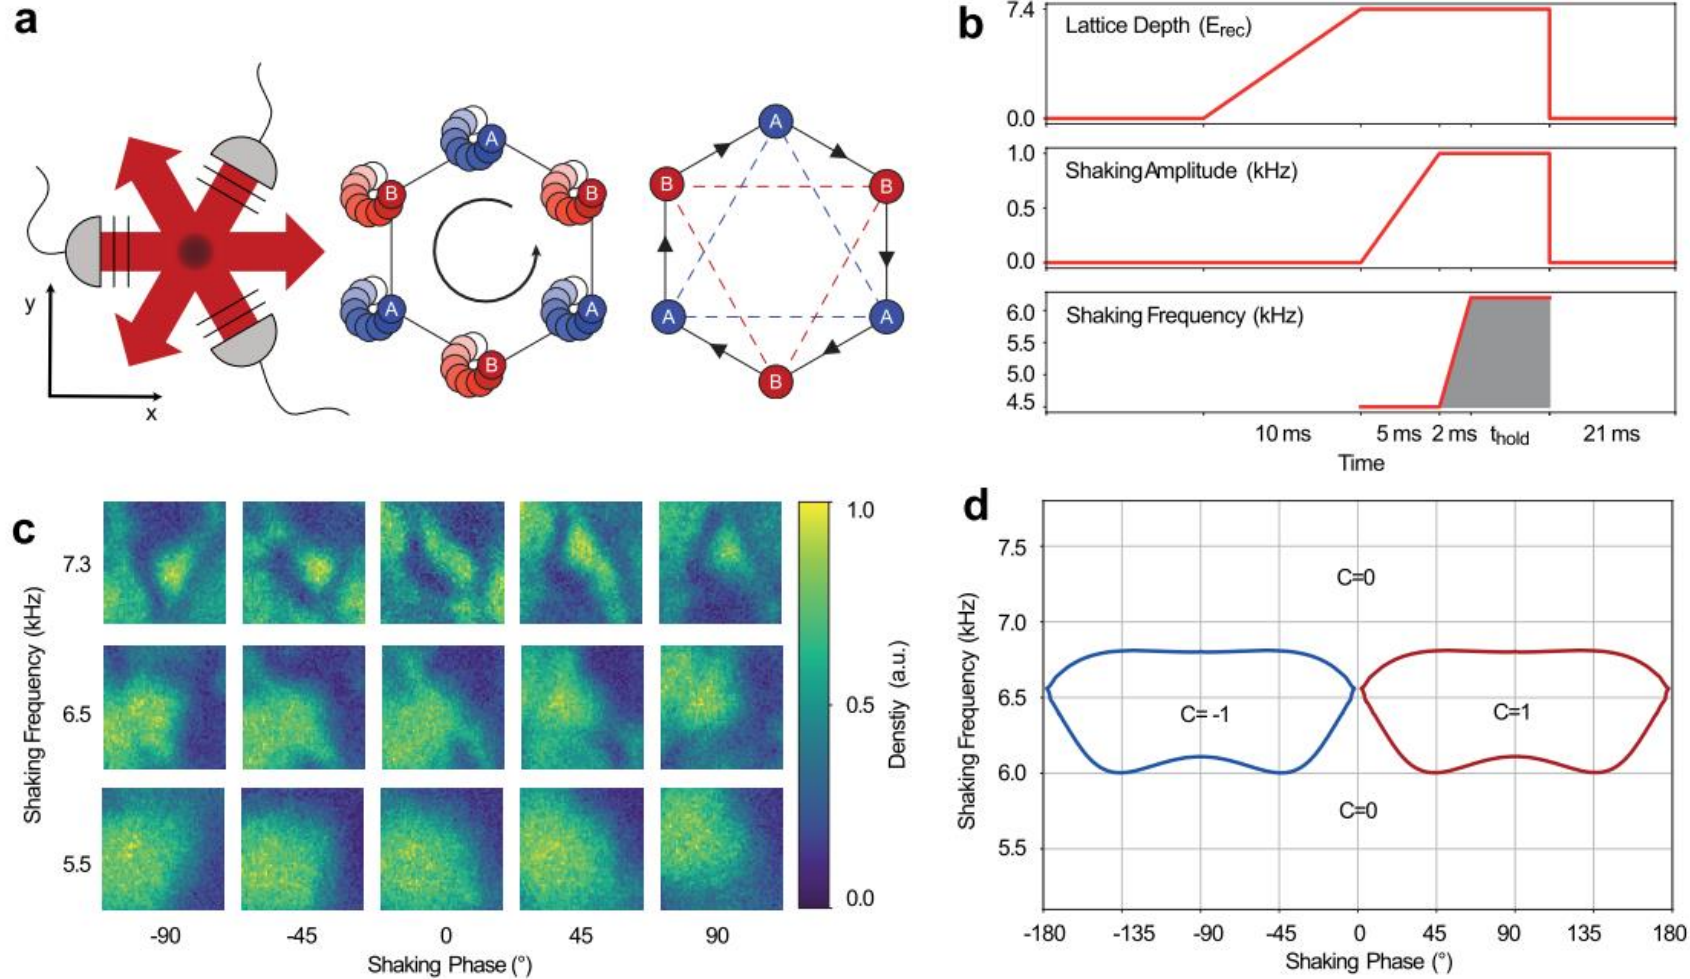 a
y
x
A
B
B
A
A
B
A
B
B
A
A
B
b
Lattice Depth (Erec)
7.4
0.0
ShakingAmplitude (kHz)
1.0
0.5
0.0
Shaking Frequency (kHz)
6.0
5.5
5.0
4.5
10 ms
5 ms
2 ms
thold
21 ms
Time
c
Shaking Frequency (kHz)
7.3
6.5
5.5
-90
-45
0
45
90
Shaking Phase (°)
1.0
0.5
0.0
Denstiy (a.u.)
d
Shaking Frequency (kHz)
7.5
7.0
6.5
6.0
5.5
C=0
C= -1
C=1
C=0
-180
-135
-90
-45
0
45
90
135
180
Shaking Phase (°)